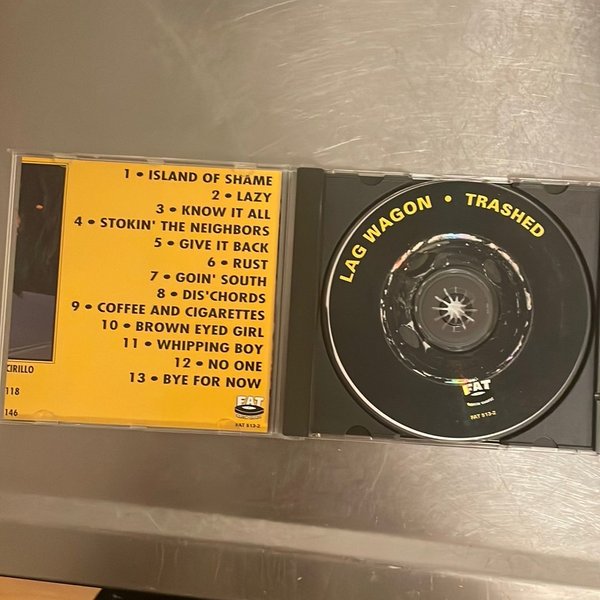 1 • ISLAND OF SHAME
2 • LAZY
3 • KNOW IT ALL
4 • STOKIN' THE NEIGHBORS
5 • GIVE IT BACK
6 • RUST
7 • GOIN' SOUTH
8 • DIS'CHORDS
9 • COFFEE AND CIGARETTES
10 • BROWN EYED GIRL
11 • WHIPPING BOY
12 • NO ONE
13 • BYE FOR NOW
CIRILLO
118
146
FAT
FAT 513-2
LAG WAGON • TRASHED
FAT
FAT 513-2